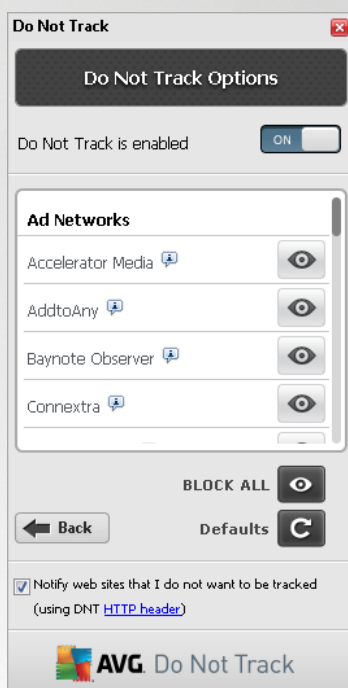 Do Not Track
Do Not Track Options
Do Not Track is enabled
ON
Ad Networks
Accelerator Media
AddtoAny
Baynote Observer
Connextra
BLOCK ALL
Back
Defaults
Notify web sites that I do not want to be tracked
(using DNT HTTP header)
AVG. Do Not Track